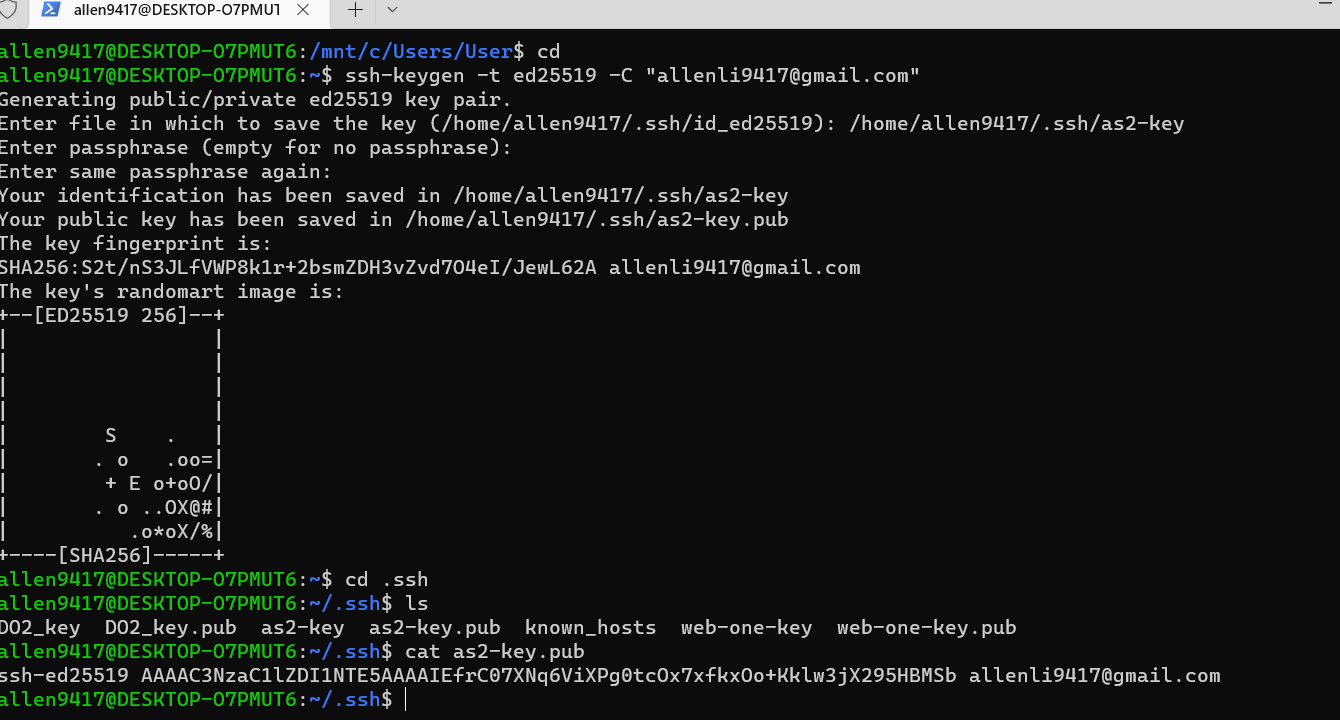 allen9417@DESKTOP-O7PMUT
allen9417@DESKTOP-O7PMUT6:/mnt/c/Users/User$ cd
allen9417@DESKTOP-O7PMUT6:~$ ssh-keygen -t ed25519 -C "allenli9417@gmail.com"
Generating public/private ed25519 key pair.
Enter file in which to save the key (/home/allen9417/.ssh/id_ed25519): /home/allen9417/.ssh/as2-key
Enter passphrase (empty for no passphrase):
Enter same passphrase again:
Your identification has been saved in /home/allen9417/.ssh/as2-key
Your public key has been saved in /home/allen9417/.ssh/as2-key.pub
The key fingerprint is:
SHA256:S2t/nS3JLfVWP8k1r+2bsmZDH3vZvd7O4eI/JewL62A allenli9417@gmail.com
The key's randomart image is:
+--[ED25519 256]--+
|                 |
|                 |
|                 |
|                 |
|        S    .   |
|       . o   .oo=|
|        + E o+oO/|
|       . o ..OX@#|
|          .o*oX/%|
+----[SHA256]-----+
allen9417@DESKTOP-O7PMUT6:~$ cd .ssh
allen9417@DESKTOP-O7PMUT6:~/.ssh$ ls
DO2_key  DO2_key.pub  as2-key  as2-key.pub  known_hosts  web-one-key  web-one-key.pub
allen9417@DESKTOP-O7PMUT6:~/.ssh$ cat as2-key.pub
ssh-ed25519 AAAAC3NzaC1lZDI1NTE5AAAAIEfrC07XNq6ViXPg0tcOx7xfkxOo+Kklw3jX295HBMSb allenli9417@gmail.com
allen9417@DESKTOP-O7PMUT6:~/.ssh$